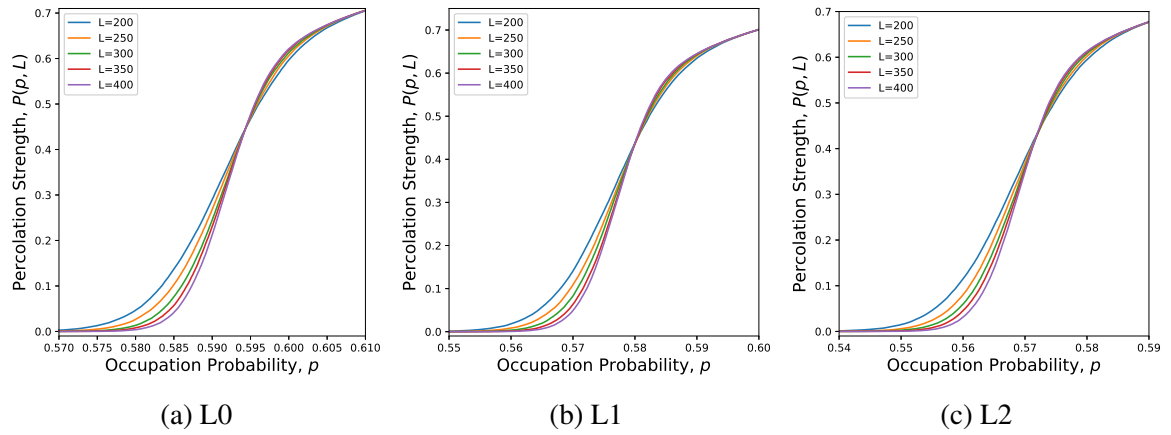 0.7
0.6
0.5
0.4
0.3
0.2
0.1
0.0
Percolation Strength, P(p, L)
L=200
L=250
L=300
L=350
L=400
0.570 0.575 0.580 0.585 0.590 0.595 0.600 0.605 0.610
Occupation Probability, p
(a) L0
0.7
0.6
0.5
0.4
0.3
0.2
0.1
0.0
Percolation Strength, P(p, L)
L=200
L=250
L=300
L=350
L=400
0.55 0.56 0.57 0.58 0.59 0.60
Occupation Probability, p
(b) L1
0.7
0.6
0.5
0.4
0.3
0.2
0.1
0.0
Percolation Strength, P(p, L)
L=200
L=250
L=300
L=350
L=400
0.54 0.55 0.56 0.57 0.58 0.59
Occupation Probability, p
(c) L2